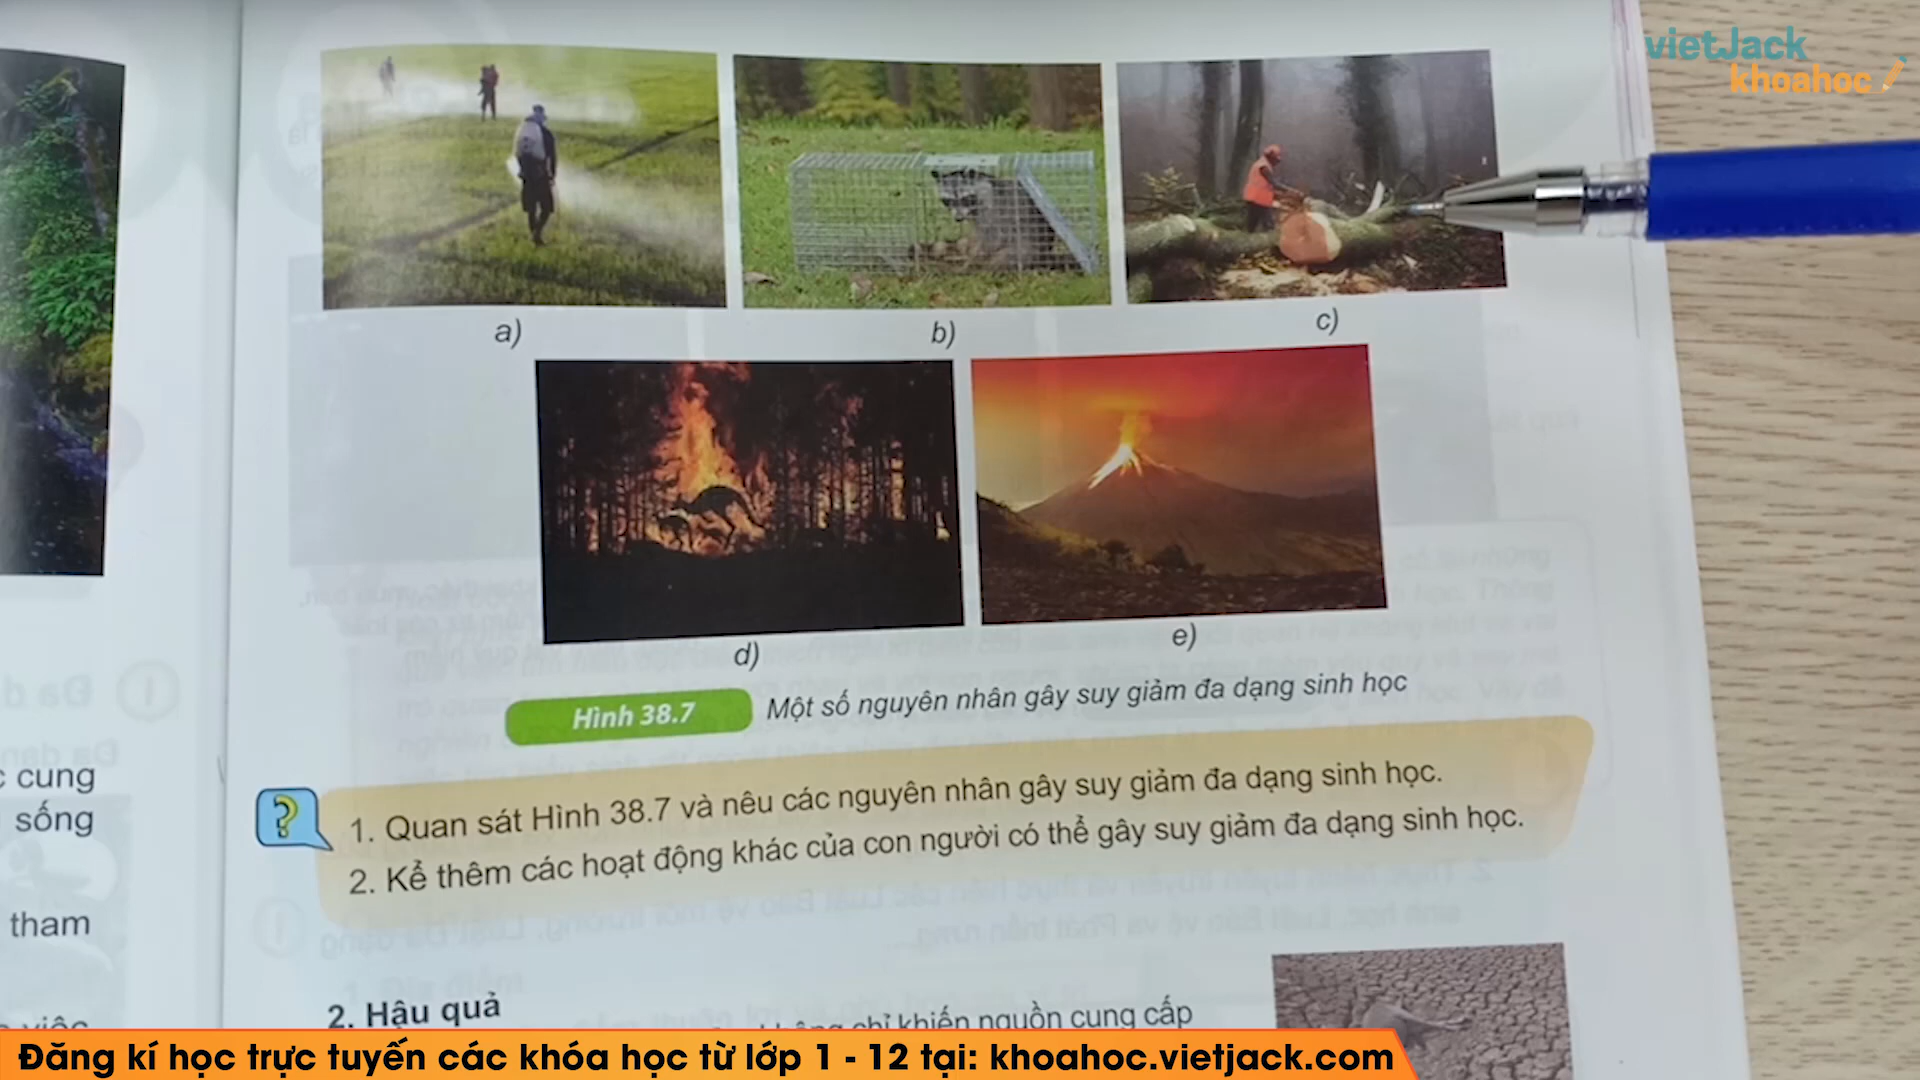 vietJack
khoahoc
a)
b)
c)
d)
e)
Hình 38.7 Một số nguyên nhân gây suy giảm đa dạng sinh học
?
1. Quan sát Hình 38.7 và nêu các nguyên nhân gây suy giảm đa dạng sinh học.
2. Kể thêm các hoạt động khác của con người có thể gây suy giảm đa dạng sinh học.
cung
sống
tham
2. Hậu quả
chỉ khiến nguồn cung cấp
Đăng kí học trực tuyến các khóa học từ lớp 1 - 12 tại: khoahoc.vietjack.com